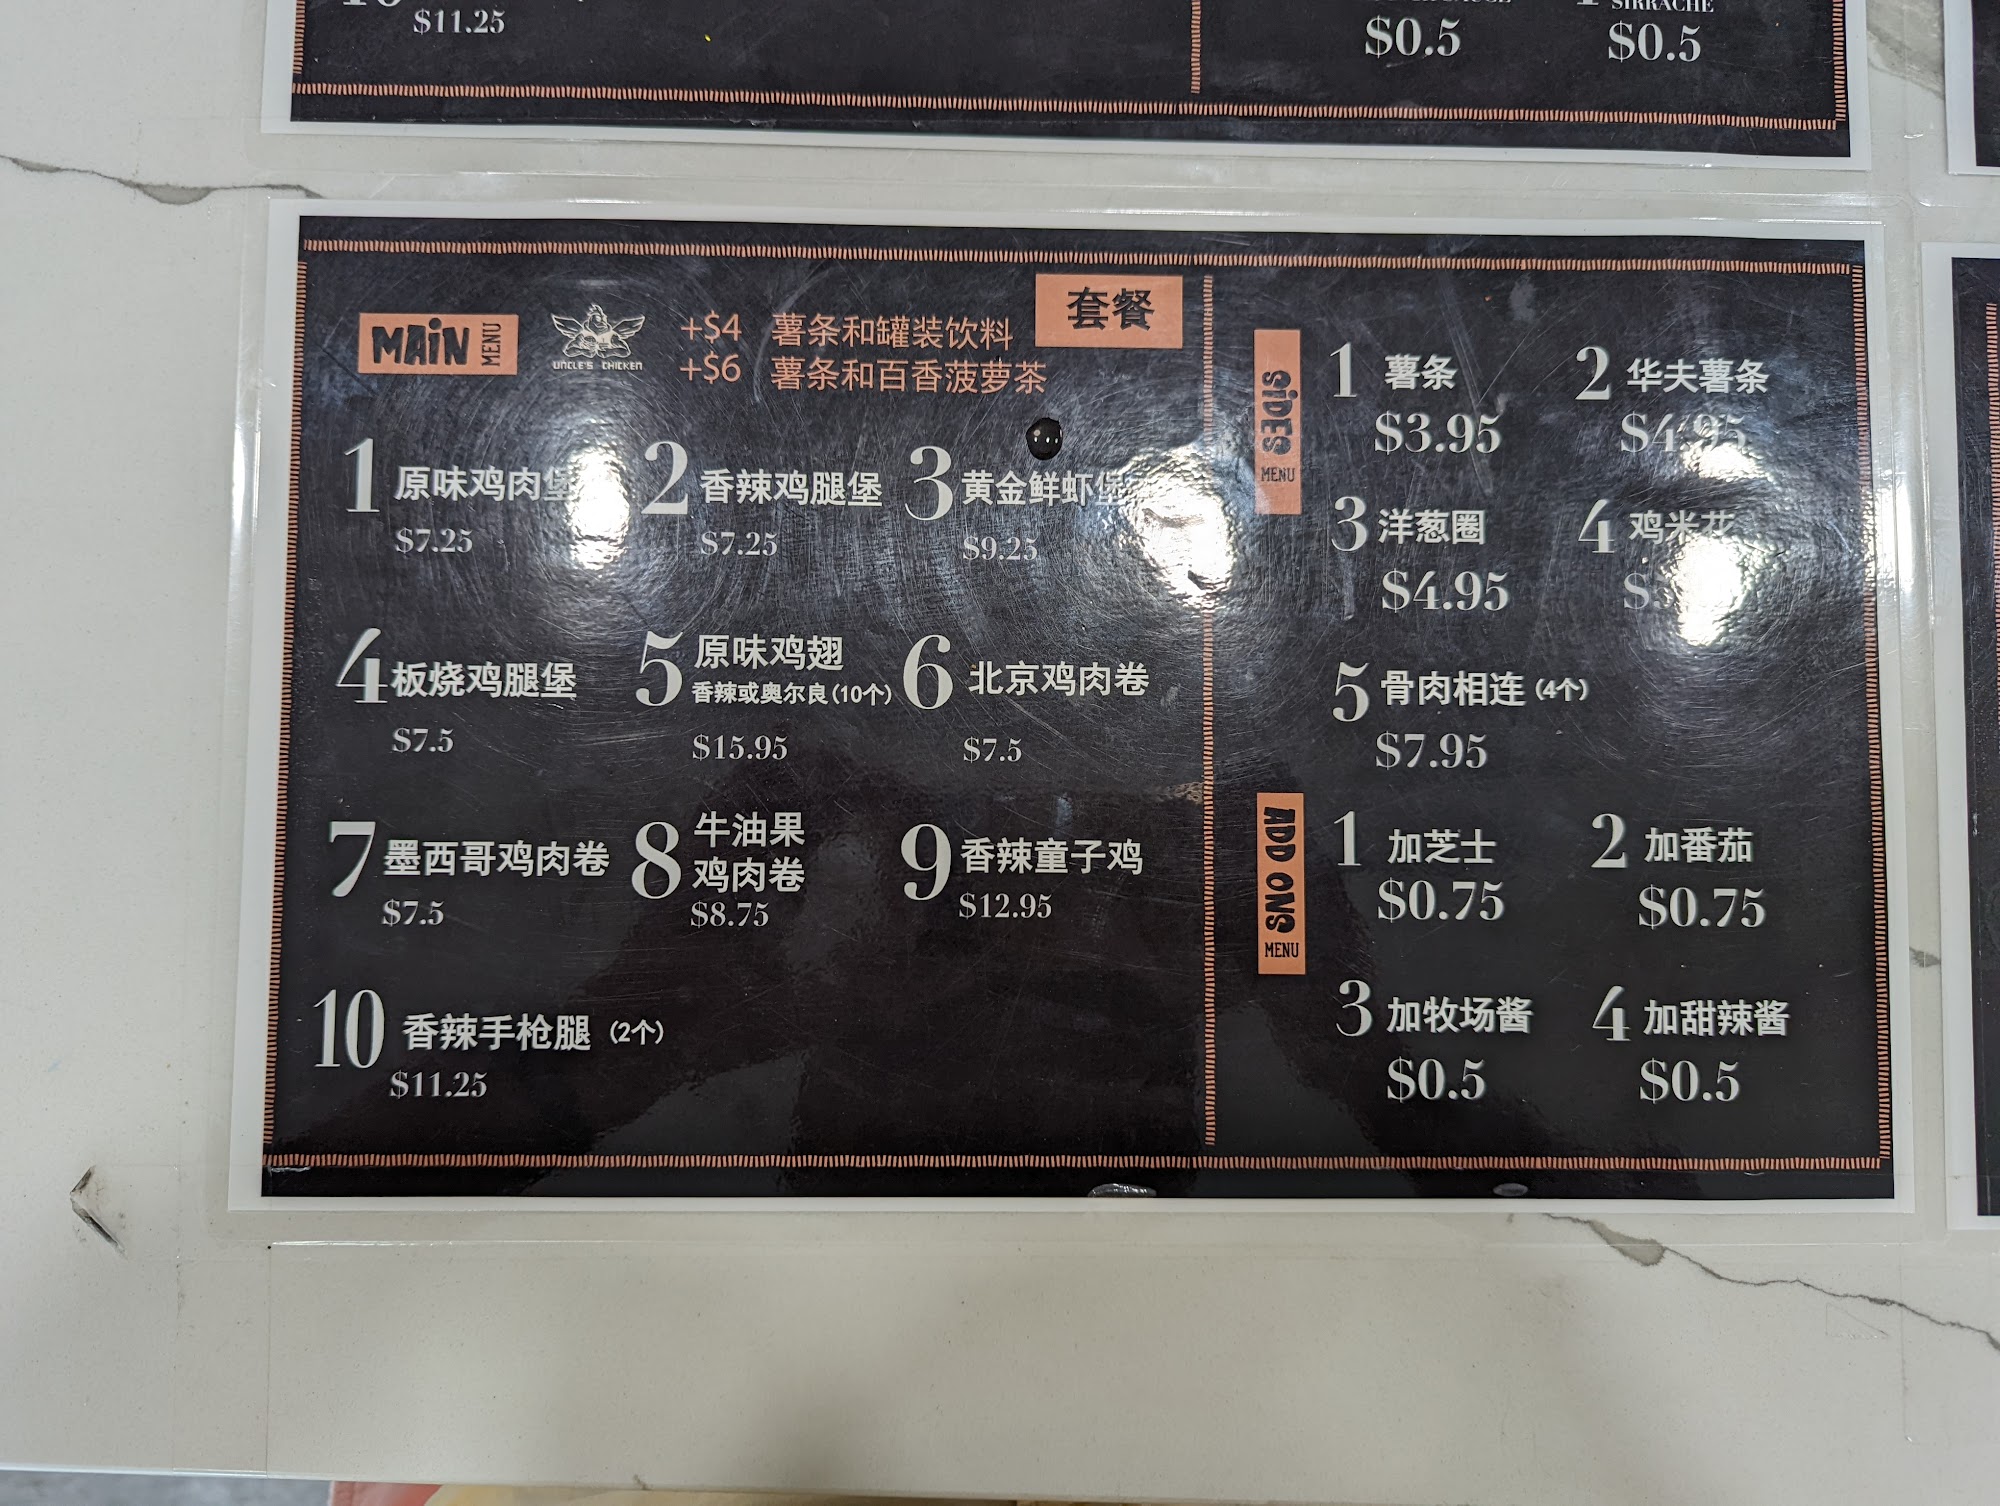 $11.25
SIRRACHE
$0.5
$0.5
MAIN MENU
UNCLE'S CHICKEN
+$4 薯条和罐装饮料
+$6 薯条和百香菠萝茶
套餐
1 原味鸡肉堡
$7.25
2 香辣鸡腿堡
$7.25
3 黄金鲜虾堡
$9.25
4 板烧鸡腿堡
$7.5
5 原味鸡翅
香辣或奥尔良(10个)
$15.95
6 北京鸡肉卷
$7.5
7 墨西哥鸡肉卷
$7.5
8 牛油果
鸡肉卷
$8.75
9 香辣童子鸡
$12.95
10 香辣手枪腿 (2个)
$11.25
SIDES MENU
1 薯条
$3.95
2 华夫薯条
$4.95
3 洋葱圈
$4.95
4 鸡米花
5 骨肉相连 (4个)
$7.95
ADD ONS MENU
1 加芝士
$0.75
2 加番茄
$0.75
3 加牧场酱
$0.5
4 加甜辣酱
$0.5